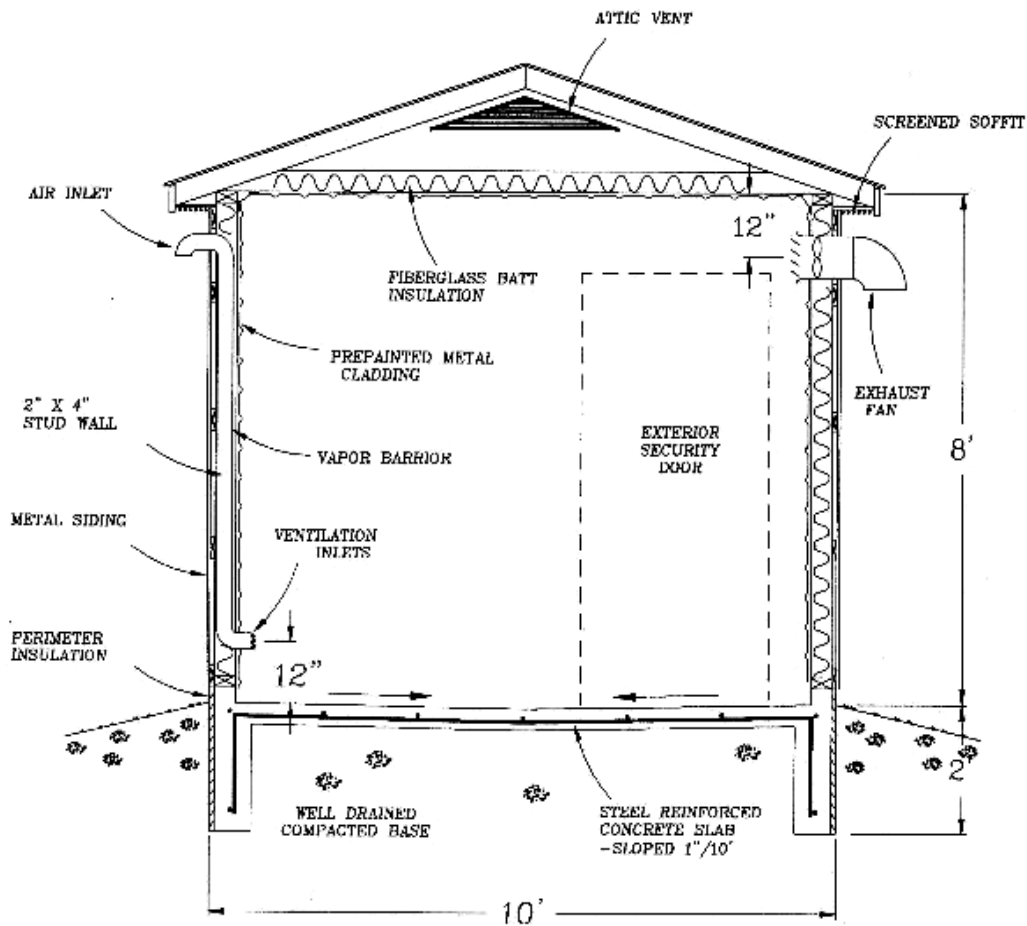 ATTIC VENT
SCREENED SOFFIT
AIR INLET
12"
FIBERGLASS BATT
INSULATION
PREPAINTED METAL
CLADDING
EXHAUST
FAN
2" X 4"
STUD WALL
EXTERIOR
SECURITY
DOOR
8'
VAPOR BARRIER
METAL SIDING
VENTILATION
INLETS
PERIMETER
INSULATION
12"
2'
WELL DRAINED
COMPACTED BASE
STEEL REINFORCED
CONCRETE SLAB
-SLOPED 1"/10'
10'